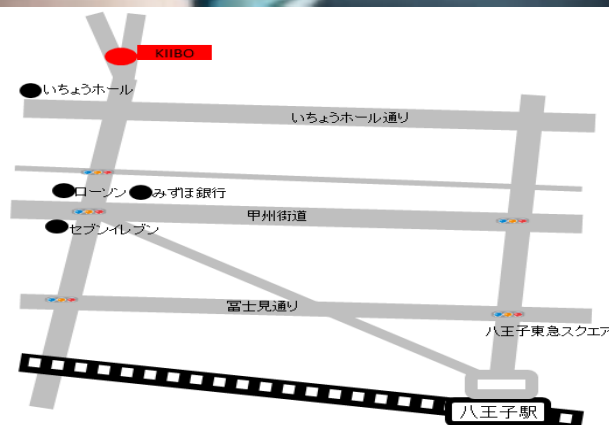 KIIBO
いちょうホール
いちょうホール通り
ローソン
みずほ銀行
甲州街道
セブンイレブン
冨士見通り
八王子東急スクエア
八王子駅